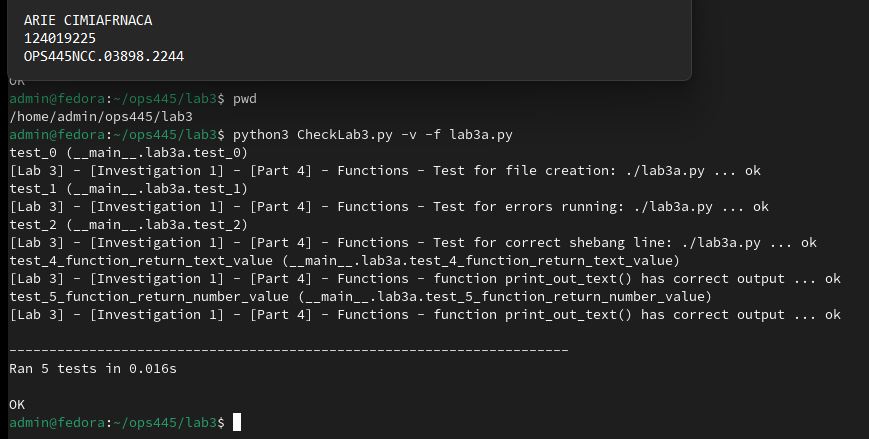 ARIE CIMIAFRNACA
124019225
OPS445NCC.03898.2244
OK
admin@fedora:~/ops445/lab3$ pwd
/home/admin/ops445/lab3
admin@fedora:~/ops445/lab3$ python3 CheckLab3.py -v -f lab3a.py
test_0 (__main__.lab3a.test_0)
[Lab 3] - [Investigation 1] - [Part 4] - Functions - Test for file creation: ./lab3a.py ... ok
test_1 (__main__.lab3a.test_1)
[Lab 3] - [Investigation 1] - [Part 4] - Functions - Test for errors running: ./lab3a.py ... ok
test_2 (__main__.lab3a.test_2)
[Lab 3] - [Investigation 1] - [Part 4] - Functions - Test for correct shebang line: ./lab3a.py ... ok
test_4_function_return_text_value (__main__.lab3a.test_4_function_return_text_value)
[Lab 3] - [Investigation 1] - [Part 4] - Functions - function print_out_text() has correct output ... ok
test_5_function_return_number_value (__main__.lab3a.test_5_function_return_number_value)
[Lab 3] - [Investigation 1] - [Part 4] - Functions - function print_out_text() has correct output ... ok
----------------------------------------------------------------------
Ran 5 tests in 0.016s
OK
admin@fedora:~/ops445/lab3$